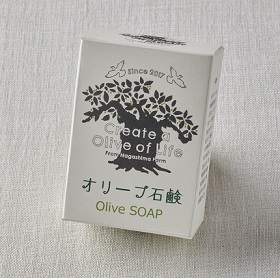 Since 2017
Create a
Olive of Life
From Nagashima Farm
オリーブ石鹸
Olive SOAP